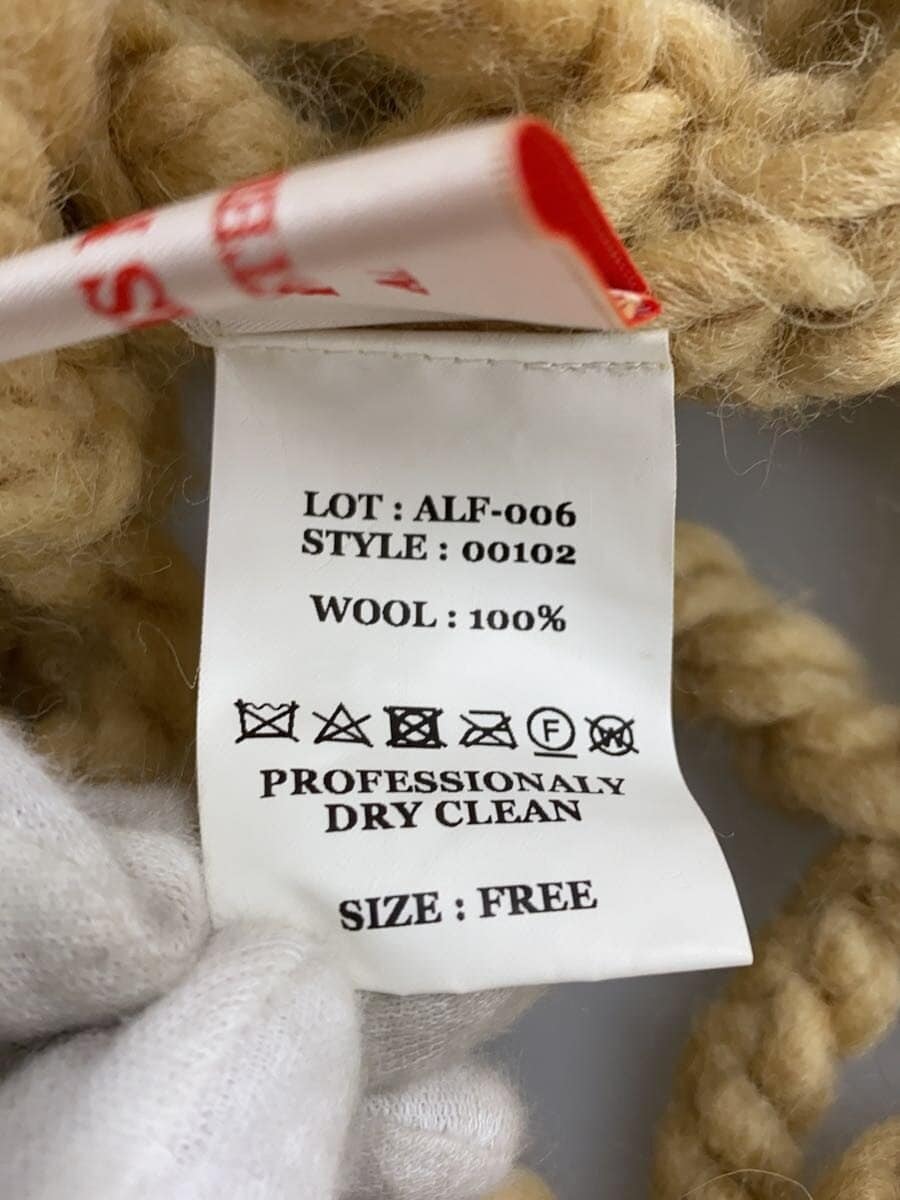 LOT : ALF-006
STYLE : 00102
WOOL : 100%
F W
PROFESSIONALY
DRY CLEAN
SIZE : FREE